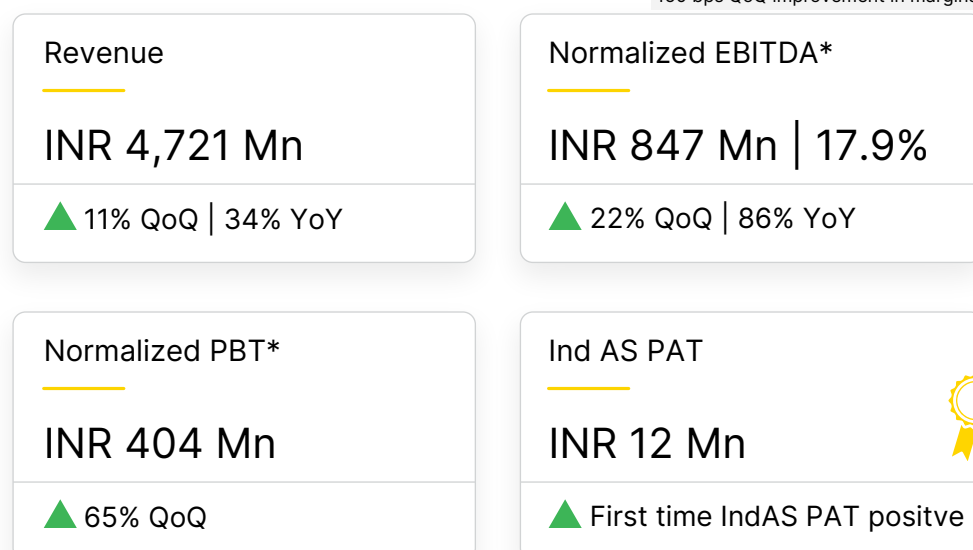 Revenue
Normalized EBITDA*
INR 4,721 Mn
INR 847 Mn | 17.9%
11% QoQ | 34% YoY
22% QoQ | 86% YoY
Normalized PBT*
Ind AS PAT
INR 404 Mn
INR 12 Mn
65% QoQ
First time IndAS PAT positve